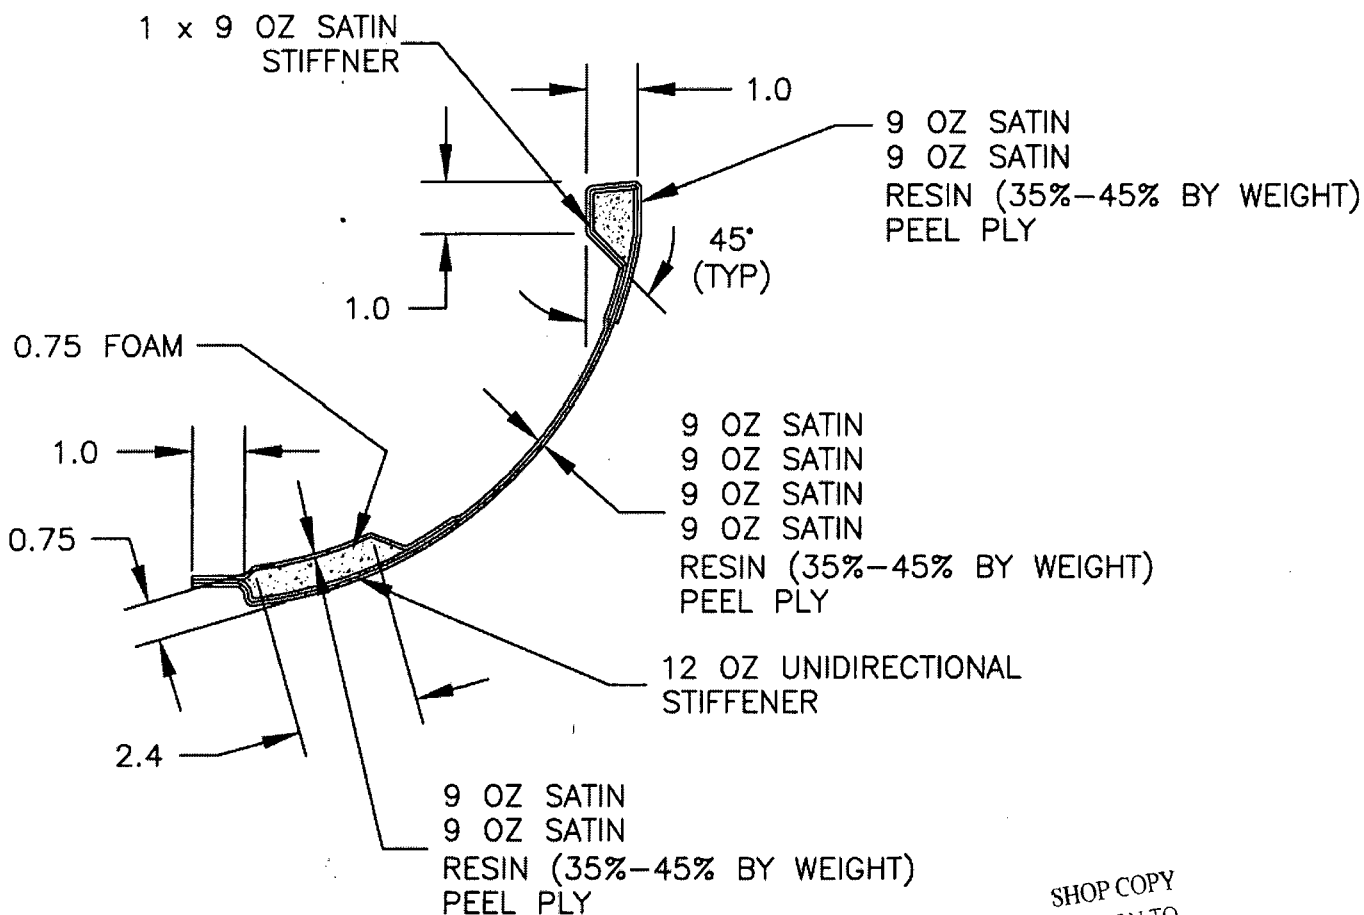 1 x 9 OZ SATIN
STIFFNER
1.0
9 OZ SATIN
9 OZ SATIN
RESIN (35%-45% BY WEIGHT)
PEEL PLY
45°
(TYP)
1.0
0.75 FOAM
1.0
9 OZ SATIN
9 OZ SATIN
9 OZ SATIN
9 OZ SATIN
RESIN (35%-45% BY WEIGHT)
PEEL PLY
0.75
12 OZ UNIDIRECTIONAL
STIFFENER
2.4
9 OZ SATIN
9 OZ SATIN
RESIN (35%-45% BY WEIGHT)
PEEL PLY
SHOP COPY
TO